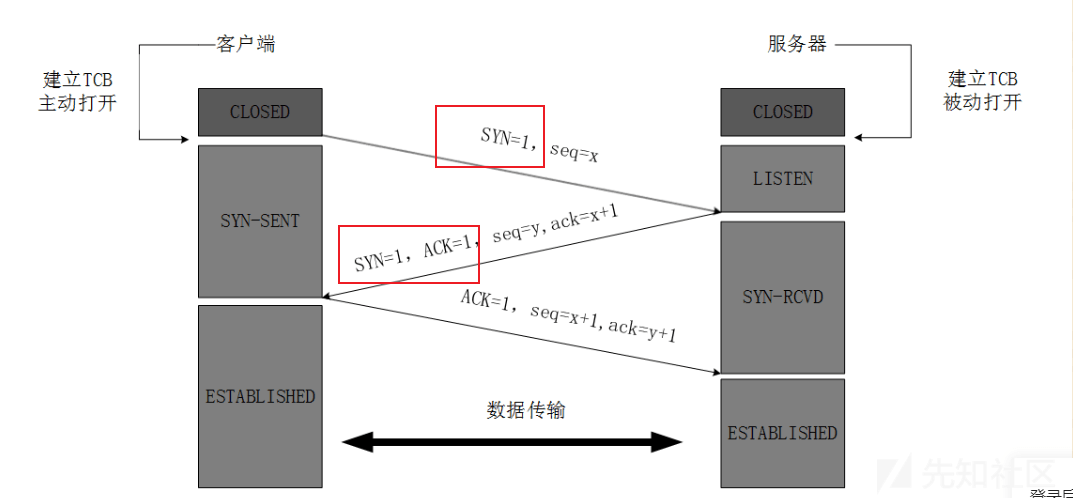 客户端
服务器
建立TCB
主动打开
建立TCB
被动打开
CLOSED
CLOSED
SYN=1, seq=x
LISTEN
SYN-SENT
SYN=1, ACK=1, seq=y,ack=x+1
SYN-RCVD
ACK=1, seq=x+1,ack=y+1
ESTABLISHED
数据传输
ESTABLISHED
先知社区